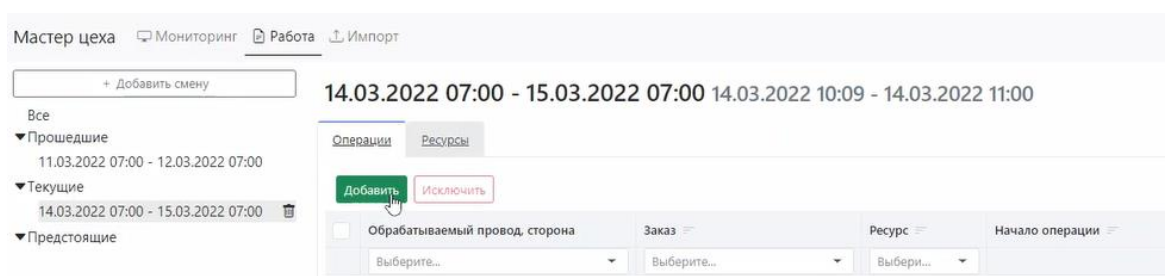 Мастер цеха Мониторинг Работа Импорт
+ Добавить смену
Все
Прошедшие
11.03.2022 07:00 - 12.03.2022 07:00
Текущие
14.03.2022 07:00 - 15.03.2022 07:00
Предстоящие
14.03.2022 07:00 - 15.03.2022 07:00 14.03.2022 10:09 - 14.03.2022 11:00
Операции Ресурсы
Добавить Исключить
Обрабатываемый провод, сторона Заказ Ресурс Начало операции
Выберите... Выберите... Выбери...